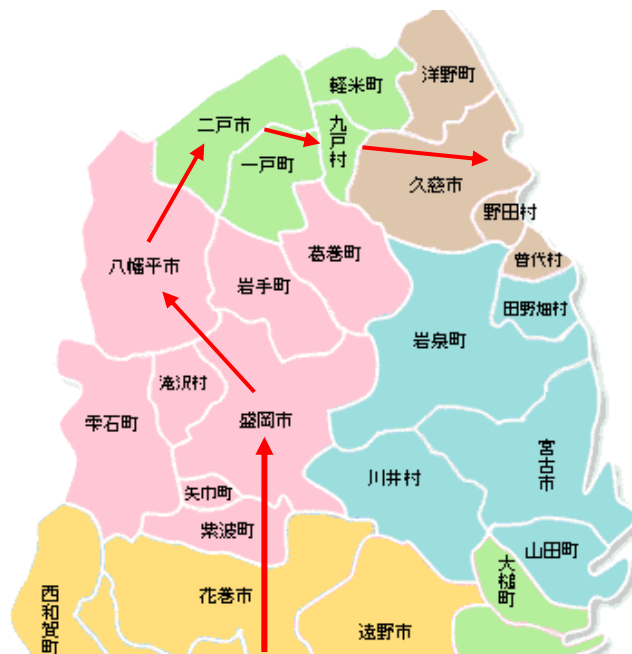 洋野町
軽米町
二戸市
九戸村
一戸町
久慈市
野田村
葛巻町
普代村
八幡平市
岩手町
田野畑村
岩泉町
滝沢村
雫石町
盛岡市
宮古市
川井村
矢巾町
紫波町
山田町
大槌町
花巻市
西和賀町
遠野市